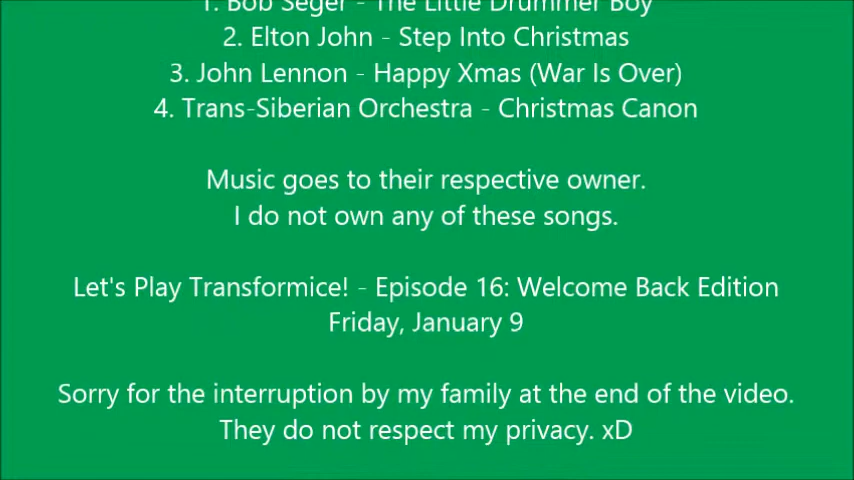 1. Bob Seger - The Little Drummer Boy
2. Elton John - Step Into Christmas
3. John Lennon - Happy Xmas (War Is Over)
4. Trans-Siberian Orchestra - Christmas Canon
Music goes to their respective owner.
I do not own any of these songs.
Let's Play Transformice! - Episode 16: Welcome Back Edition
Friday, January 9
Sorry for the interruption by my family at the end of the video.
They do not respect my privacy. xD